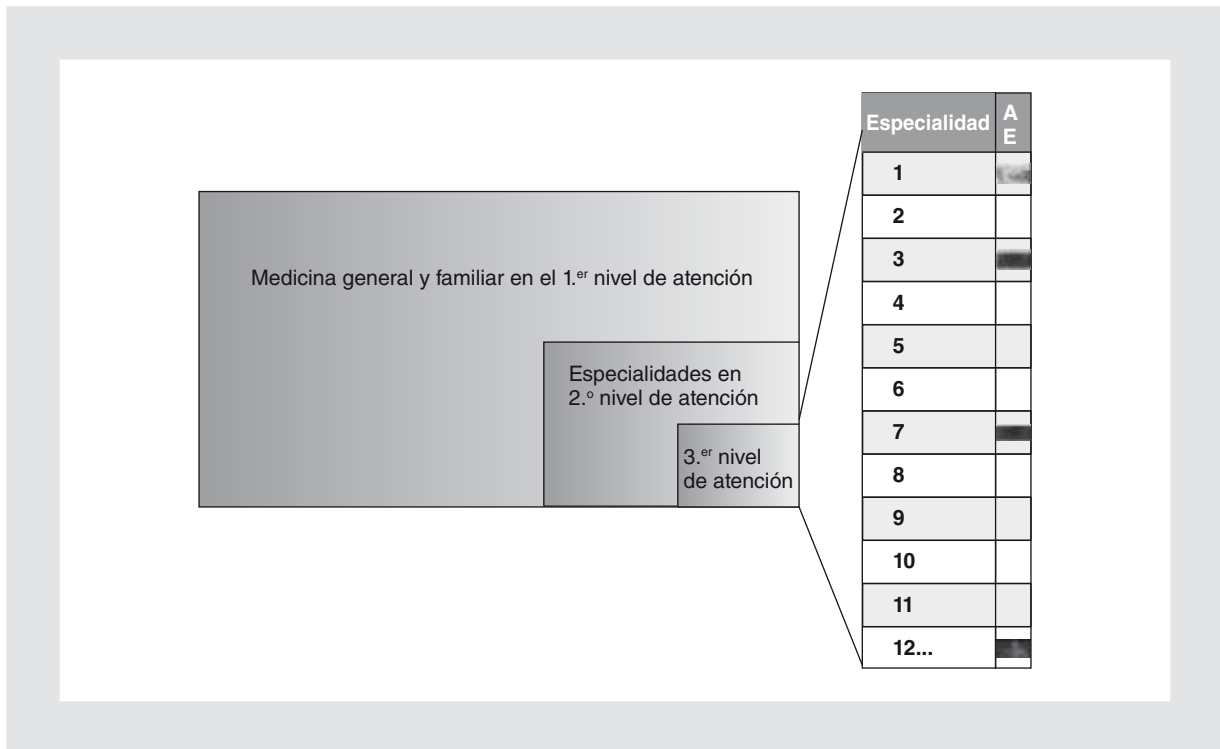 Medicina general y familiar en el 1.er nivel de atención
Especialidades en
2.º nivel de atención
3.er nivel
de atención
Especialidad
A
E
1
2
3
4
5
6
7
8
9
10
11
12...